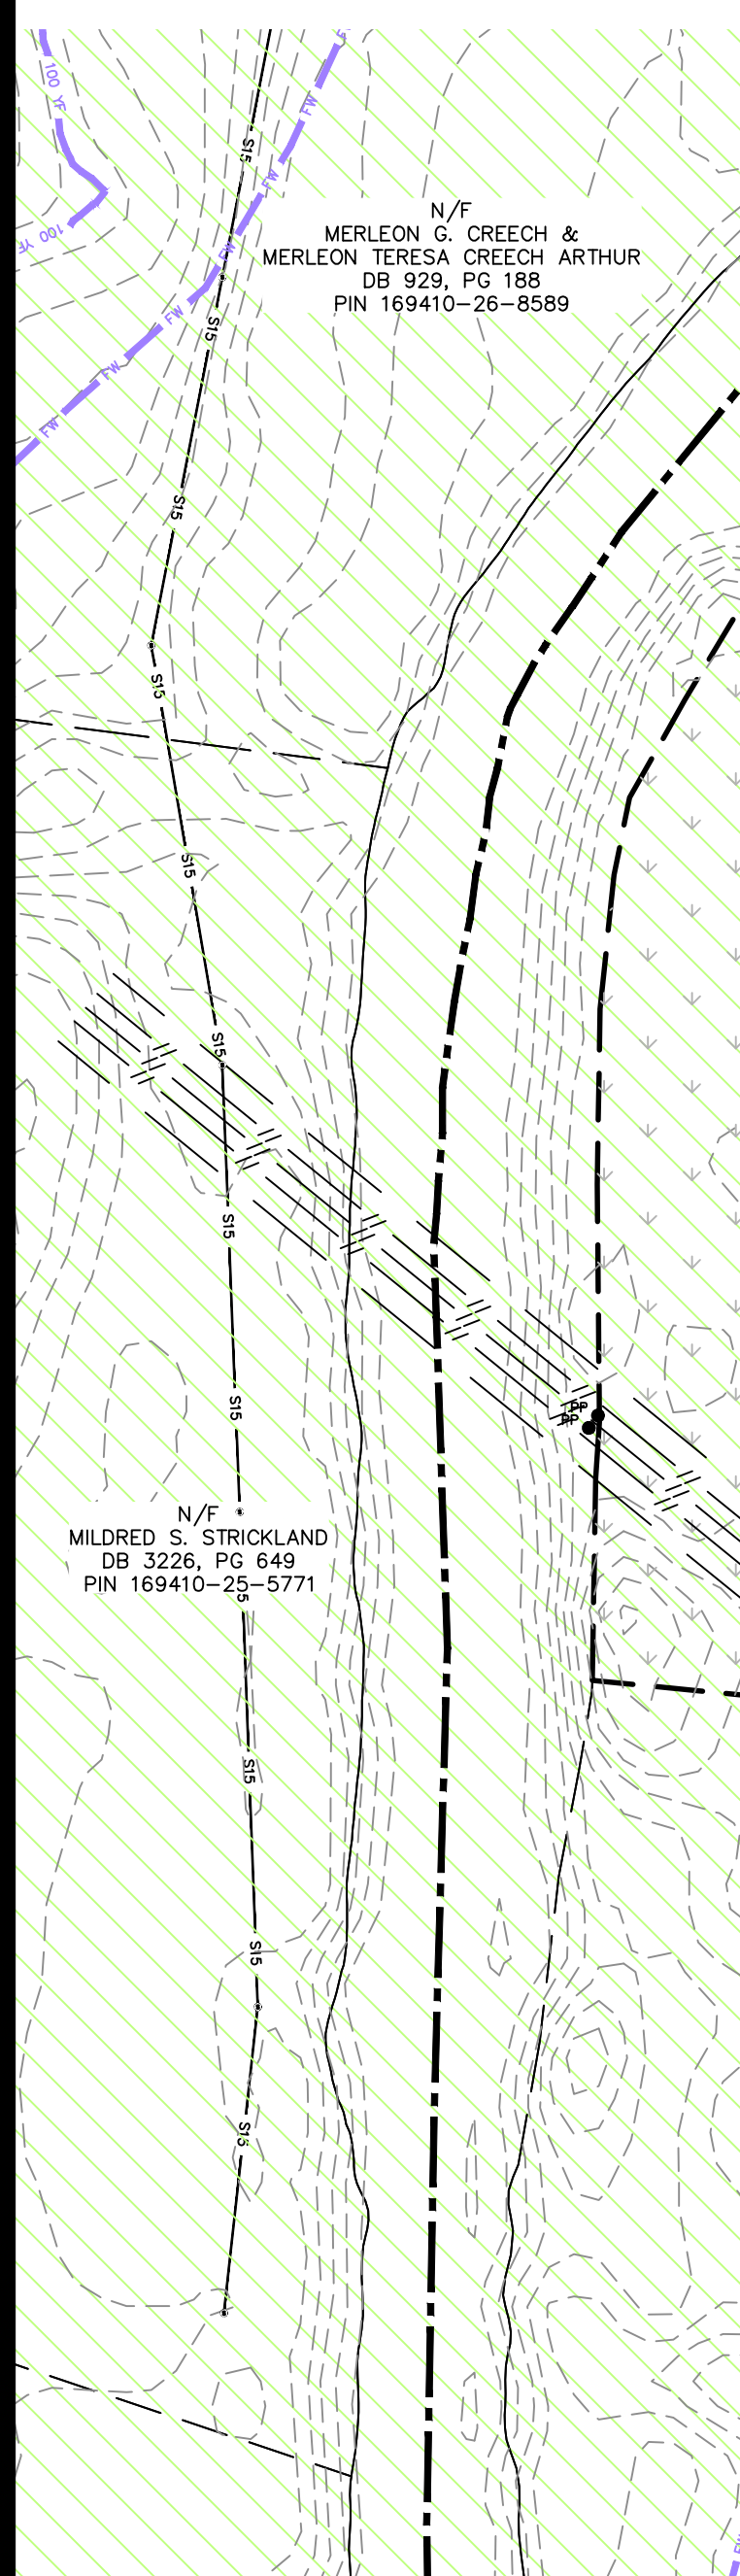 100 YF
S15
FW
100 YF
FW
N/F
MERLEON G. CREECH &
MERLEON TERESA CREECH ARTHUR
DB 929, PG 188
PIN 169410-26-8589
FW
FW
S15
FW
FW
S15
S15
S15
S15
S15
S15
PP
PP
N/F
MILDRED S. STRICKLAND
DB 3226, PG 649
PIN 169410-25-5771
S15
S15
S15
FW